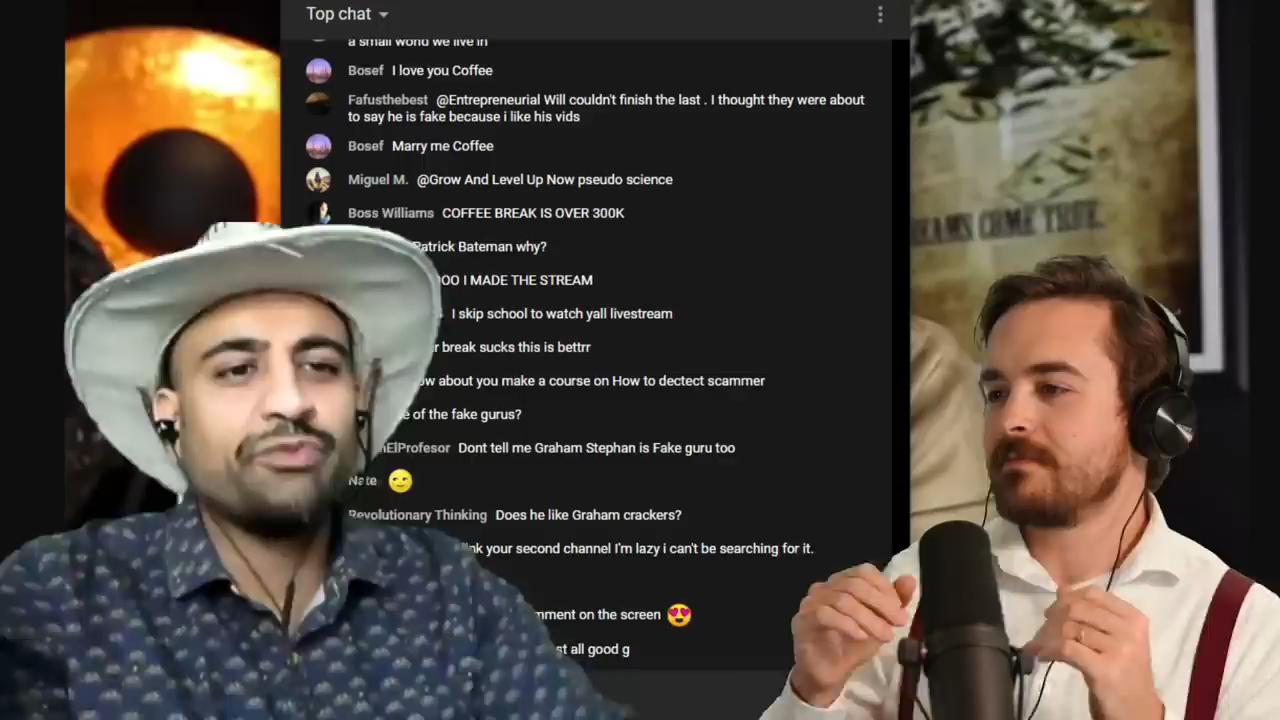 Top chat
a small world we live in
Bosef I love you Coffee
Fafusthebest @Entrepreneurial Will couldn't finish the last . I thought they were about
to say he is fake because i like his vids
Bosef Marry me Coffee
Miguel M. @Grow And Level Up Now pseudo science
Boss Williams COFFEE BREAK IS OVER 300K
Patrick Bateman why?
I MADE THE STREAM
I skip school to watch yall livestream
break sucks this is bettrr
about you make a course on How to dectect scammer
of the fake gurus?
Dont tell me Graham Stephan is Fake guru too
Nate
Revolutionary Thinking Does he like Graham crackers?
your second channel I'm lazy i can't be searching for it.
on the screen
all good g
COME TRUE.